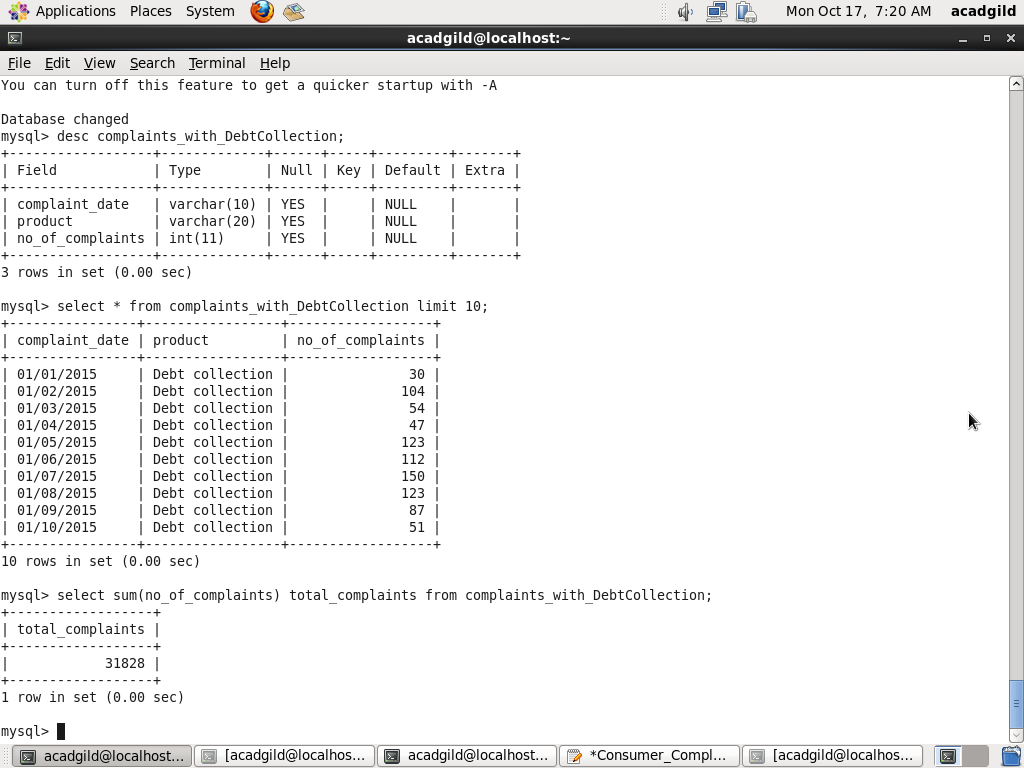 Applications Places System Mon Oct 17, 7:20 AM acadgild
acadgild@localhost:~
File Edit View Search Terminal Help
You can turn off this feature to get a quicker startup with -A
Database changed
mysql> desc complaints_with_DebtCollection;
+------------------+-------------+------+-----+---------+-------+
| Field            | Type        | Null | Key | Default | Extra |
+------------------+-------------+------+-----+---------+-------+
| complaint_date   | varchar(10) | YES  |     | NULL    |       |
| product          | varchar(20) | YES  |     | NULL    |       |
| no_of_complaints | int(11)     | YES  |     | NULL    |       |
+------------------+-------------+------+-----+---------+-------+
3 rows in set (0.00 sec)
mysql> select * from complaints_with_DebtCollection limit 10;
+----------------+-----------------+------------------+
| complaint_date | product         | no_of_complaints |
+----------------+-----------------+------------------+
| 01/01/2015     | Debt collection |               30 |
| 01/02/2015     | Debt collection |              104 |
| 01/03/2015     | Debt collection |               54 |
| 01/04/2015     | Debt collection |               47 |
| 01/05/2015     | Debt collection |              123 |
| 01/06/2015     | Debt collection |              112 |
| 01/07/2015     | Debt collection |              150 |
| 01/08/2015     | Debt collection |              123 |
| 01/09/2015     | Debt collection |               87 |
| 01/10/2015     | Debt collection |               51 |
+----------------+-----------------+------------------+
10 rows in set (0.00 sec)
mysql> select sum(no_of_complaints) total_complaints from complaints_with_DebtCollection;
+------------------+
| total_complaints |
+------------------+
|            31828 |
+------------------+
1 row in set (0.00 sec)
mysql>
acadgild@localhost... [acadgild@localhos... acadgild@localhost... *Consumer_Compl... [acadgild@localhos...